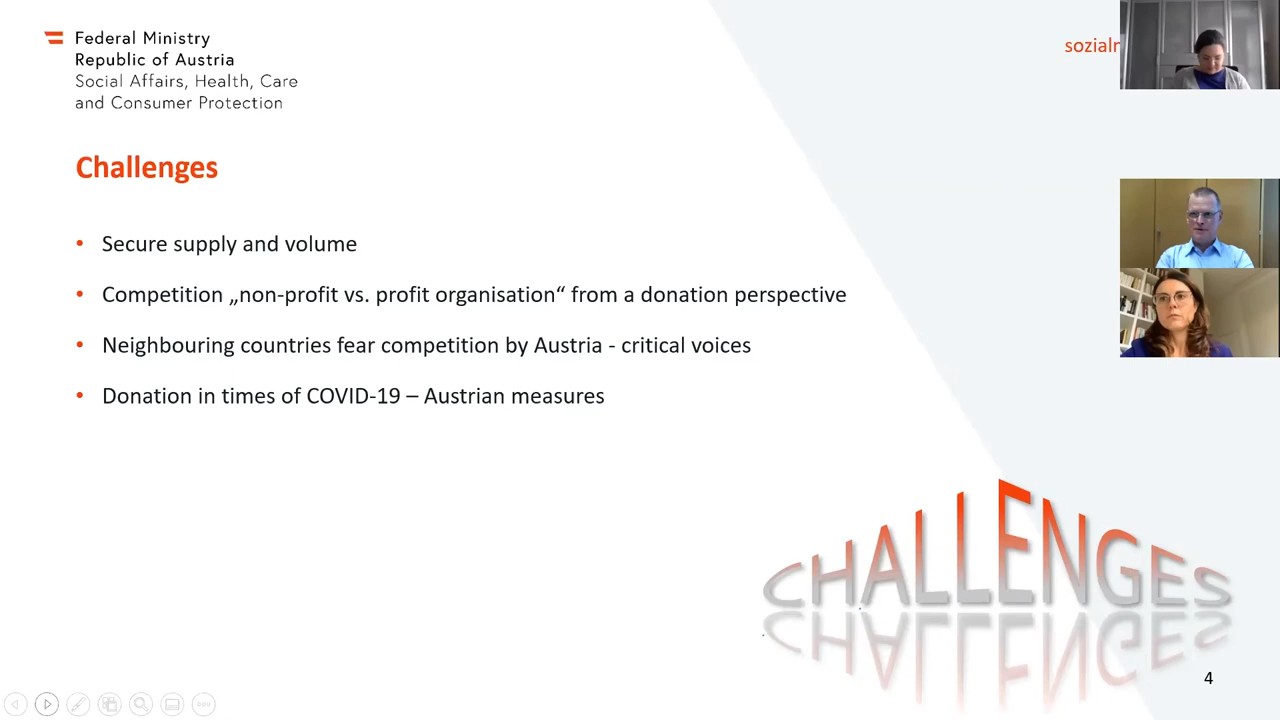 Federal Ministry
Republic of Austria
Social Affairs, Health, Care
and Consumer Protection
Challenges
• Secure supply and volume
• Competition „non-profit vs. profit organisation“ from a donation perspective
• Neighbouring countries fear competition by Austria - critical voices
• Donation in times of COVID-19 – Austrian measures
CHALLENGES
4